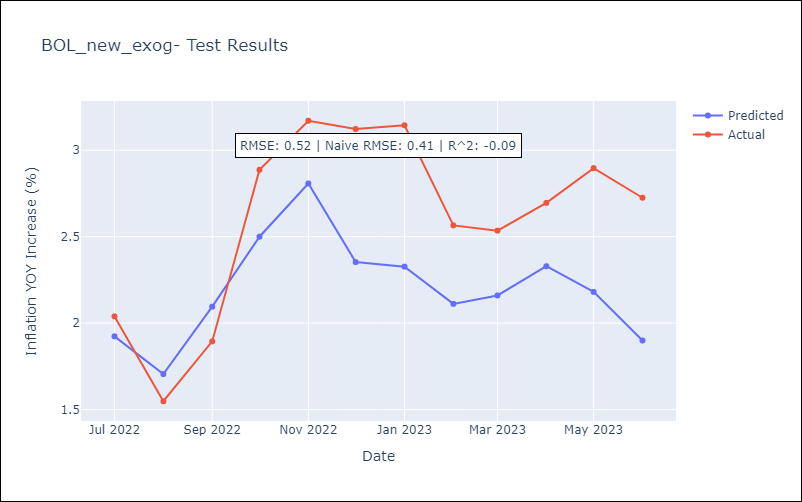 BOL_new_exog- Test Results
Predicted
Actual
RMSE: 0.52 | Naive RMSE: 0.41 | R^2: -0.09
Inflation YOY Increase (%)
3
2.5
2
1.5
Jul 2022 Sep 2022 Nov 2022 Jan 2023 Mar 2023 May 2023
Date